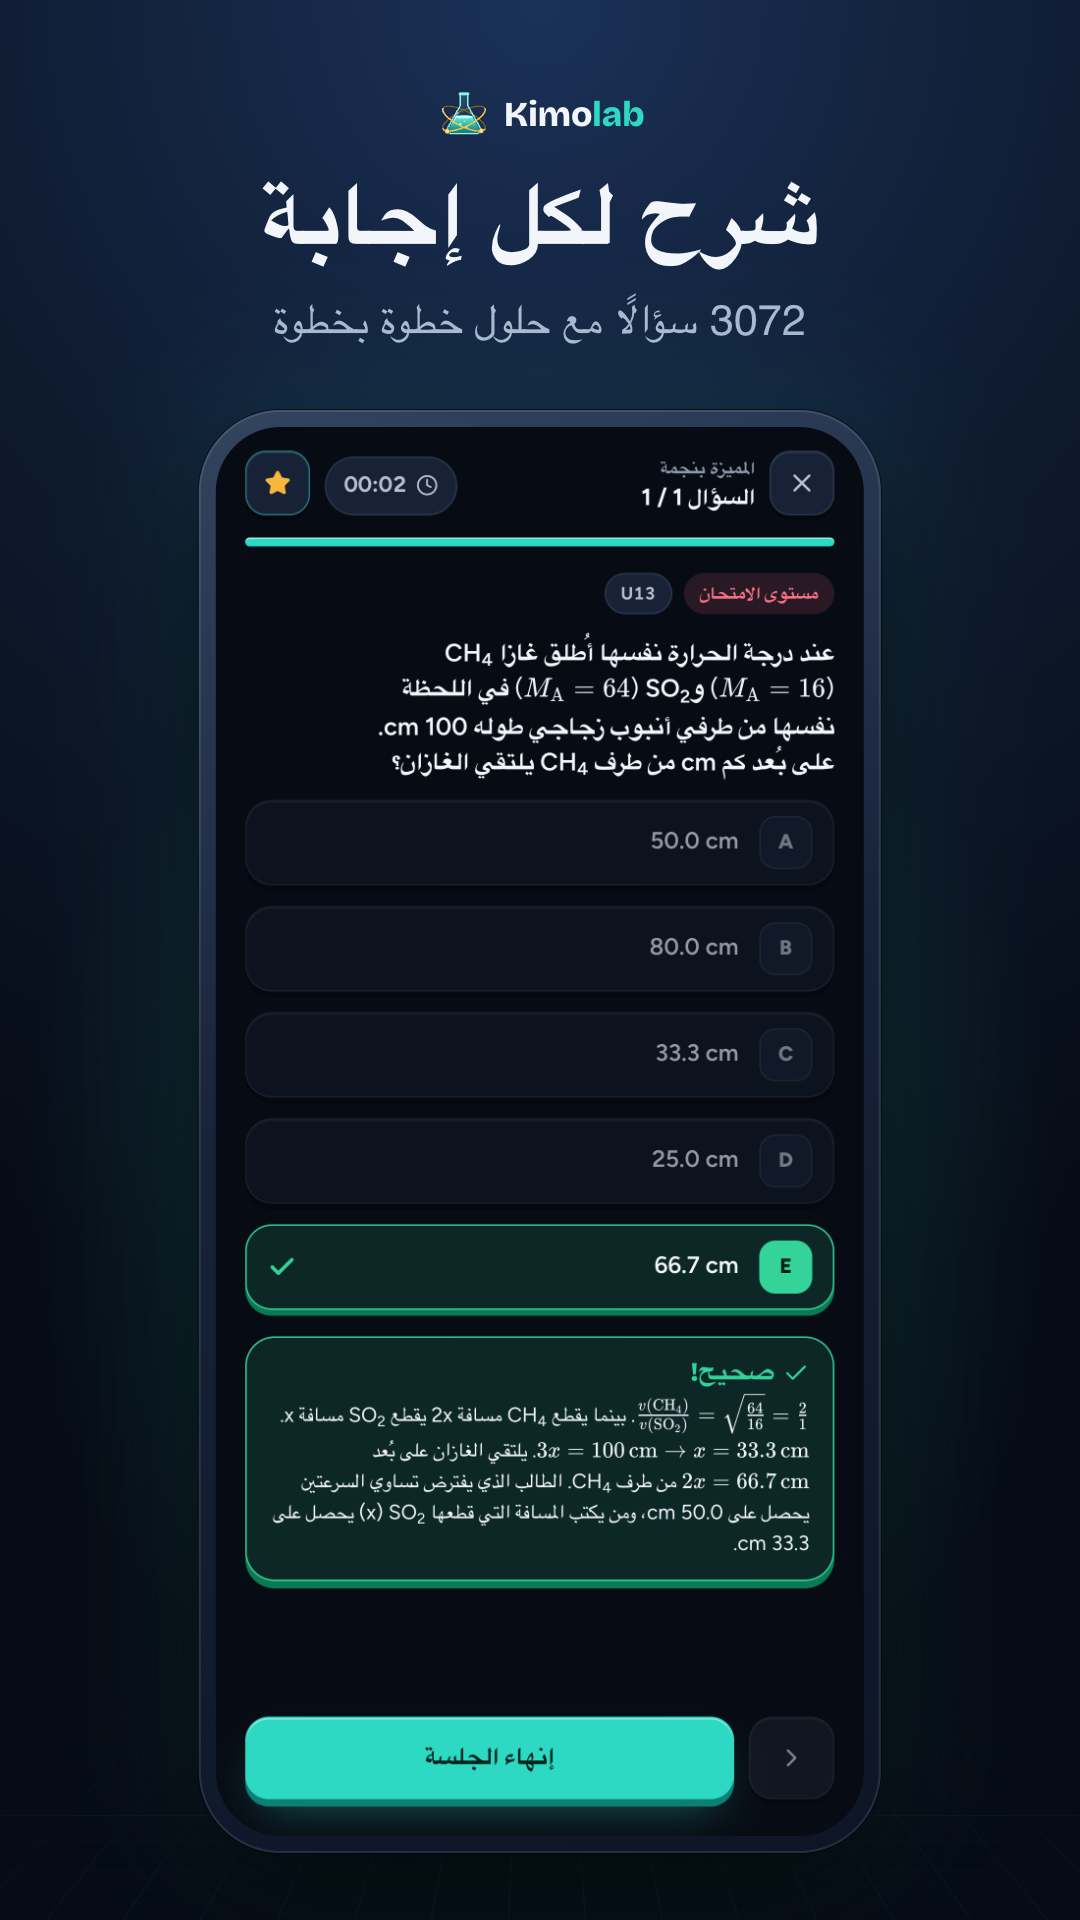 Kimolab
شرح لكل إجابة
3072 سؤالًا مع حلول خطوة بخطوة
المميزة بنجمة
السؤال 1 / 1
00:02
مستوى الامتحان
U13
عند درجة الحرارة نفسها أُطلق غازا CH₄
(M_A = 16) وSO₂ (M_A = 64) في اللحظة
نفسها من طرفي أنبوب زجاجي طوله 100 cm.
على بُعد كم cm من طرف CH₄ يلتقي الغازان؟
A 50.0 cm
B 80.0 cm
C 33.3 cm
D 25.0 cm
E 66.7 cm
صحيح!
v(CH₄)/v(SO₂) = √(64/16) = 2/1. بينما يقطع CH₄ مسافة 2x يقطع SO₂ مسافة x.
3x = 100 cm → x = 33.3 cm. يلتقي الغازان على بُعد
2x = 66.7 cm من طرف CH₄. الطالب الذي يفترض تساوي السرعتين
يحصل على 50.0 cm، ومن يكتب المسافة التي قطعها SO₂ (x) يحصل على
33.3 cm.
إنهاء الجلسة